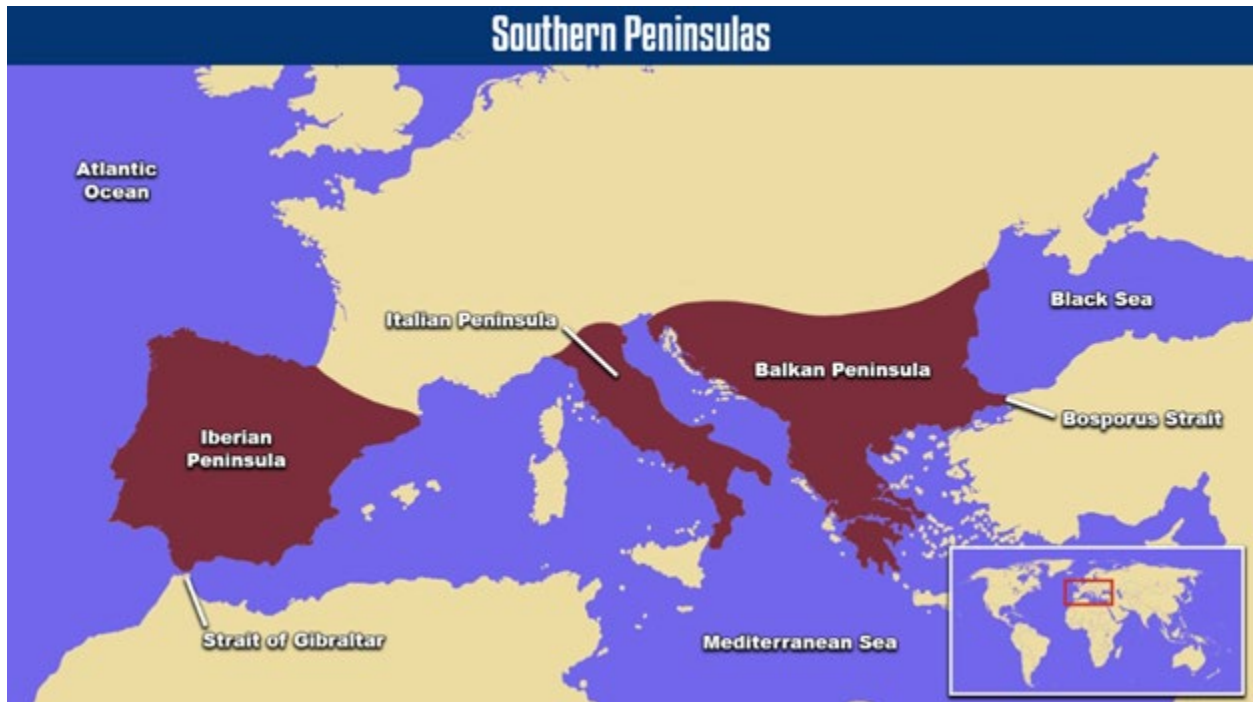 Southern Peninsulas
Atlantic
Ocean
Italian Peninsula
Black Sea
Balkan Peninsula
Bosporus Strait
Iberian
Peninsula
Strait of Gibraltar
Mediterranean Sea